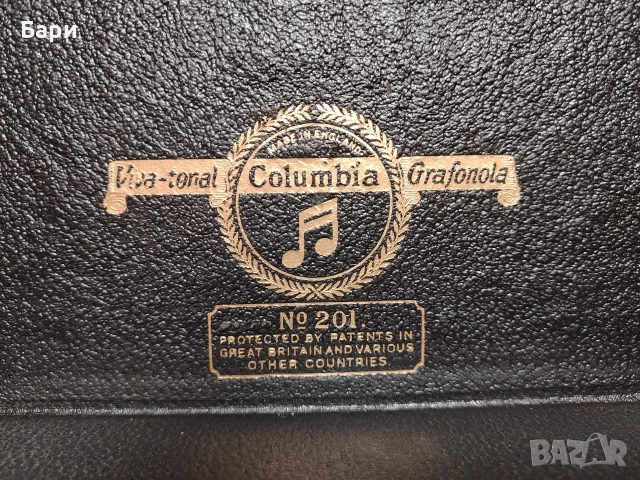 Бари
MADE IN ENGLAND
Viva-tonal Columbia Grafonola
No 201.
PROTECTED BY PATENTS IN
GREAT BRITAIN AND VARIOUS
OTHER COUNTRIES
BAZAR